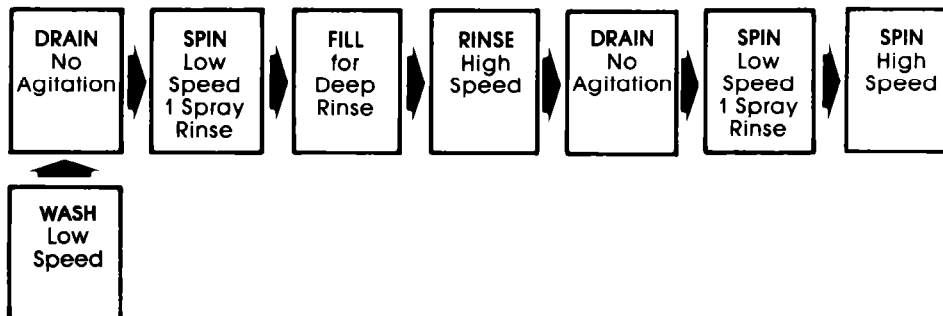 DRAIN
No
Agitation
SPIN
Low
Speed
1 Spray
Rinse
FILL
for
Deep
Rinse
RINSE
High
Speed
DRAIN
No
Agitation
SPIN
Low
Speed
1 Spray
Rinse
SPIN
High
Speed
WASH
Low
Speed